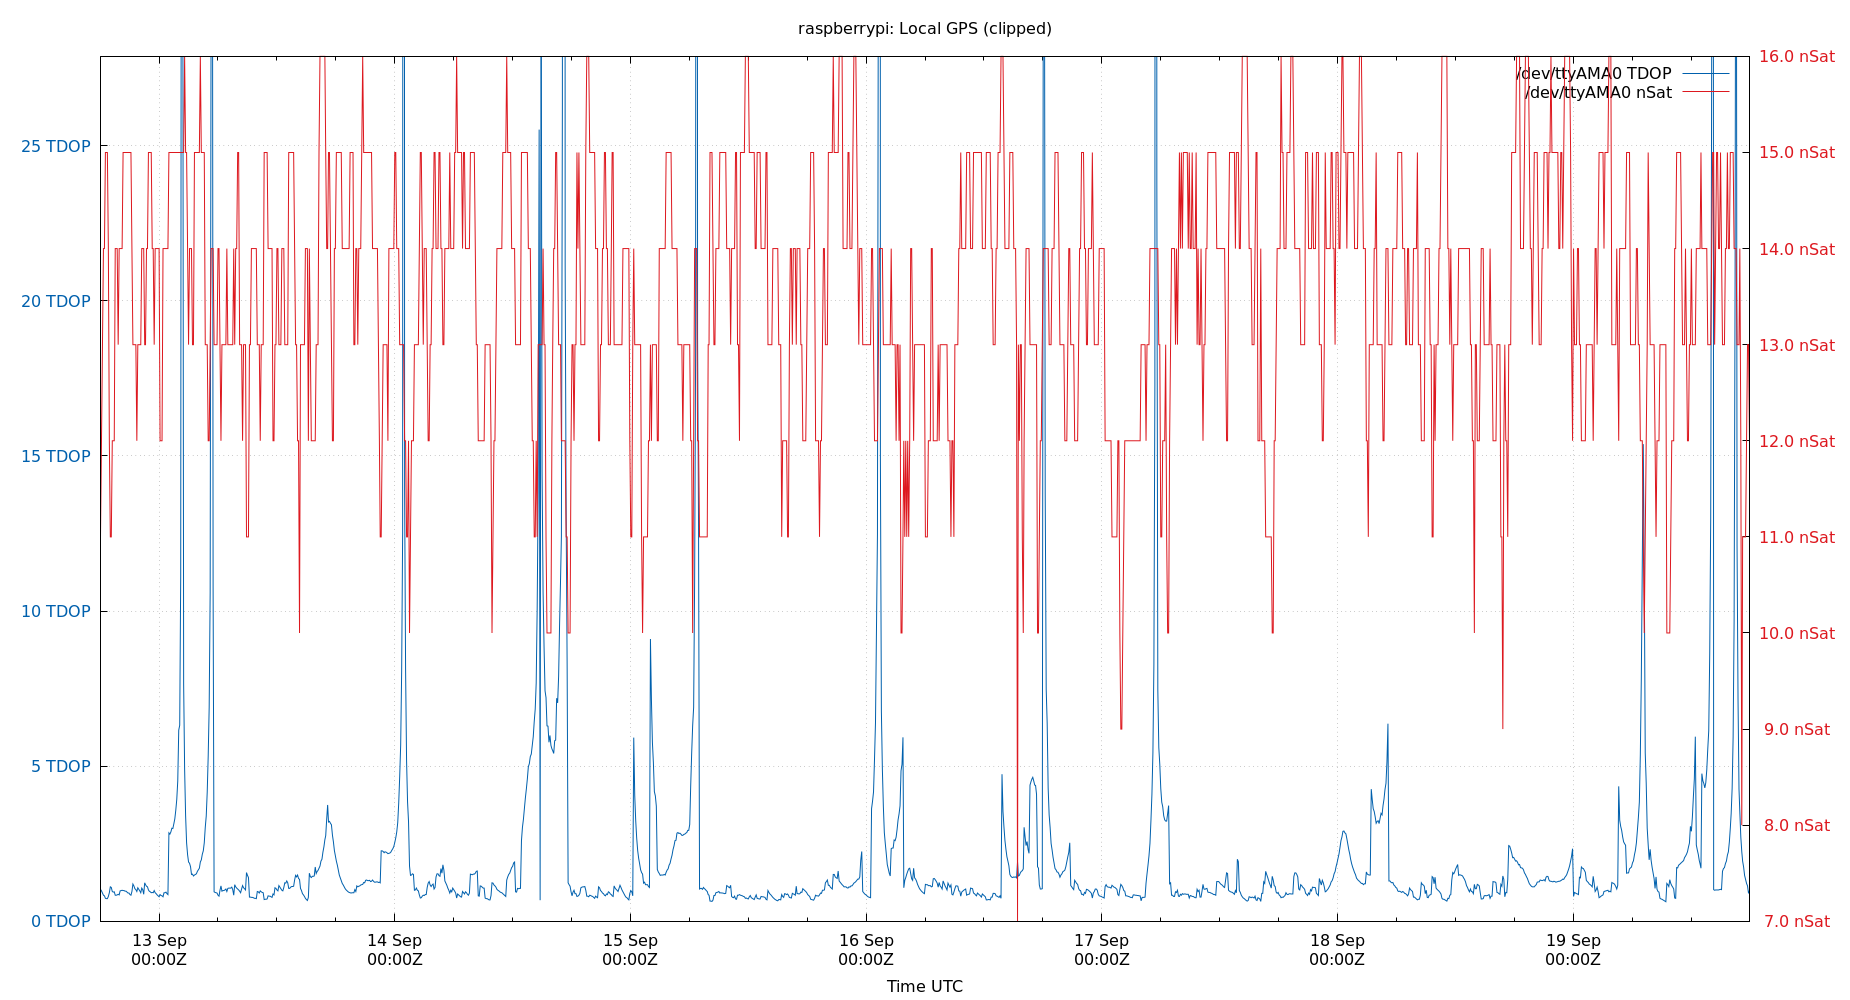 raspberrypi: Local GPS (clipped)
/dev/ttyAMA0 TDOP
/dev/ttyAMA0 nSat
25 TDOP
20 TDOP
15 TDOP
10 TDOP
5 TDOP
0 TDOP
16.0 nSat
15.0 nSat
14.0 nSat
13.0 nSat
12.0 nSat
11.0 nSat
10.0 nSat
9.0 nSat
8.0 nSat
7.0 nSat
13 Sep
00:00Z
14 Sep
00:00Z
15 Sep
00:00Z
16 Sep
00:00Z
17 Sep
00:00Z
18 Sep
00:00Z
19 Sep
00:00Z
Time UTC